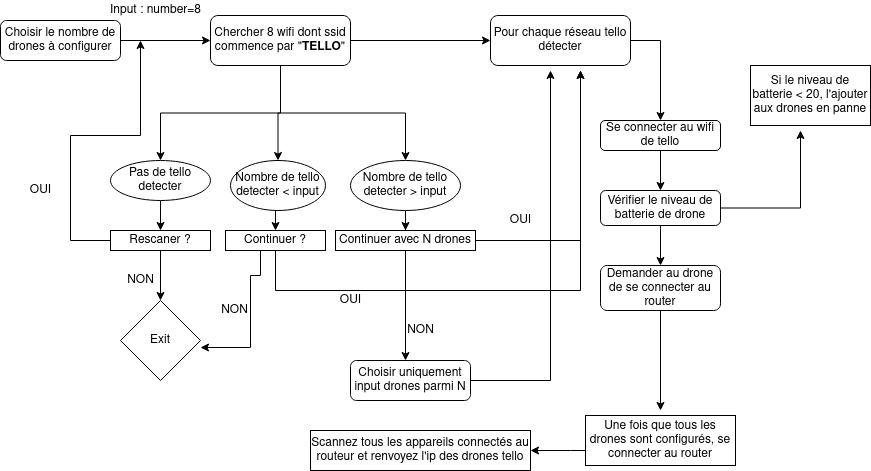 Input : number=8
Choisir le nombre de
drones à configurer
Chercher 8 wifi dont ssid
commence par "TELLO"
Pour chaque réseau tello
détecter
Si le niveau de
batterie < 20, l'ajouter
aux drones en panne
Se connecter au wifi
de tello
Pas de tello
detecter
Nombre de tello
detecter < input
Nombre de tello
detecter > input
OUI
Vérifier le niveau de
batterie de drone
OUI
Rescaner ?
Continuer ?
Continuer avec N drones
Demander au drone
de se connecter au
router
NON
OUI
NON
NON
Exit
Choisir uniquement
input drones parmi N
Une fois que tous les
drones sont configurés, se
connecter au router
Scannez tous les appareils connectés au
routeur et renvoyez l'ip des drones tello